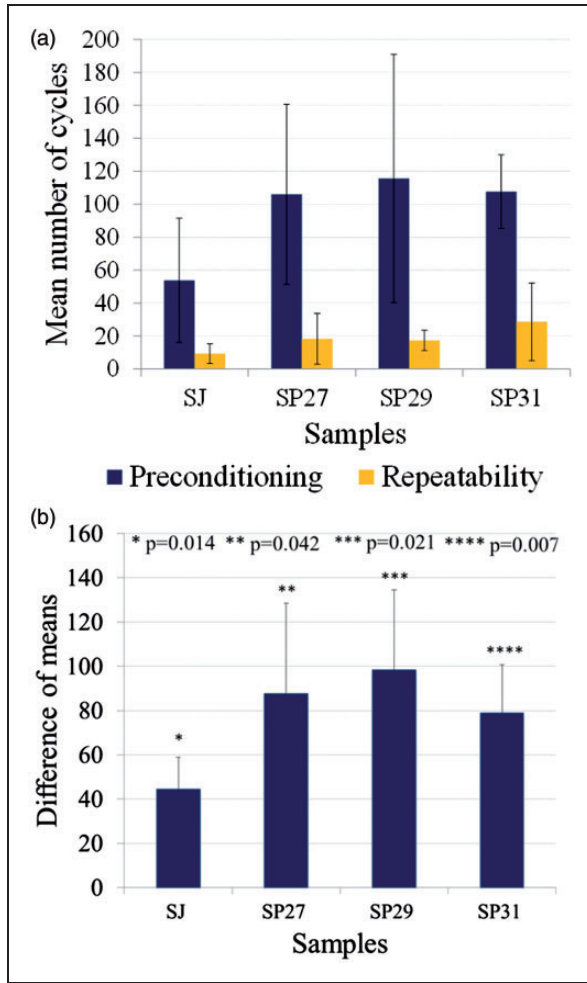 (a)
200
180
160
140
120
100
80
60
40
20
0
Mean number of cycles
SJ SP27 SP29 SP31
Samples
Preconditioning Repeatability
(b)
160
140
120
100
80
60
40
20
0
Difference of means
* p=0.014 ** p=0.042 *** p=0.021 **** p=0.007
* ** *** ****
SJ SP27 SP29 SP31
Samples